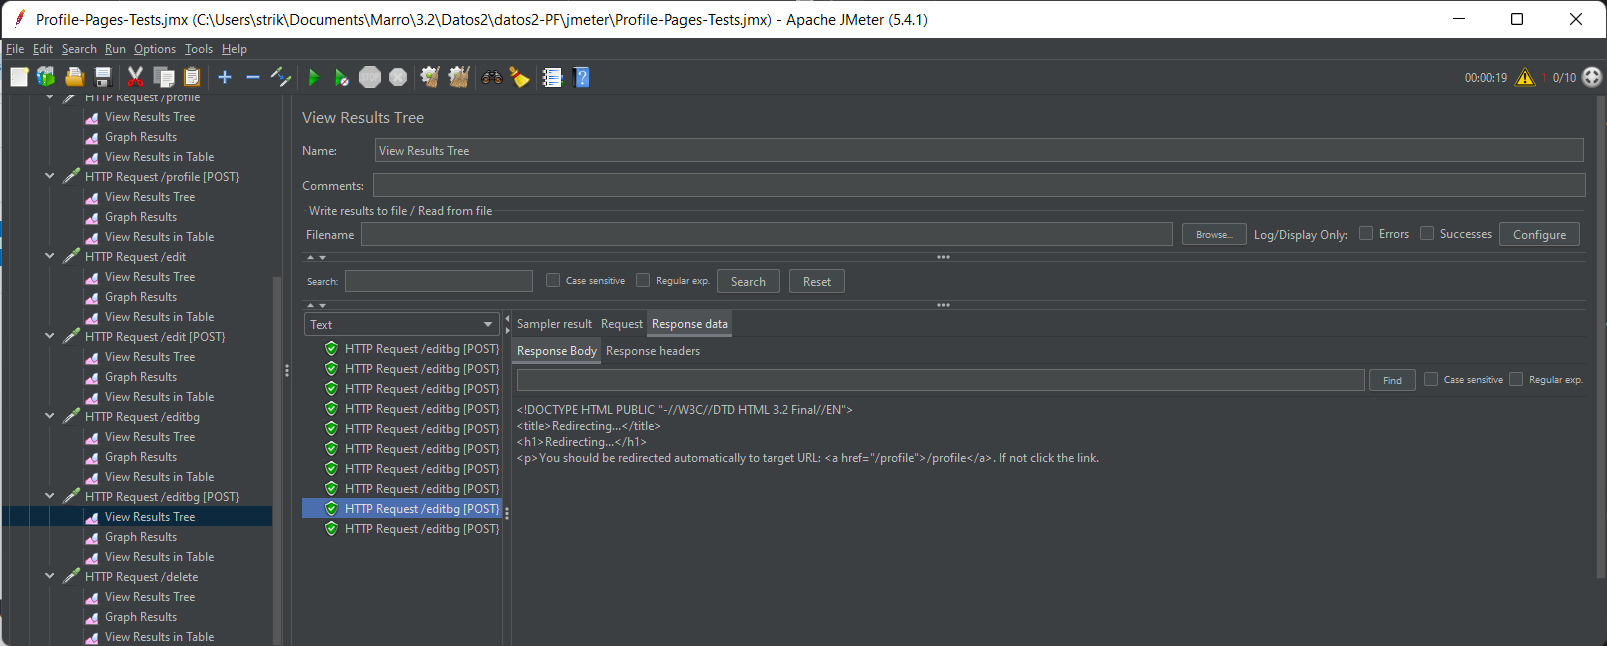 Profile-Pages-Tests.jmx (C:\Users\strik\Documents\Marro\3.2\Datos2\datos2-PF\jmeter\Profile-Pages-Tests.jmx) - Apache JMeter (5.4.1)
File Edit Search Run Options Tools Help
STOP 00:00:19 1 0/10
HTTP Request /profile
View Results Tree
Graph Results
View Results in Table
HTTP Request /profile [POST}
View Results Tree
Graph Results
View Results in Table
HTTP Request /edit
View Results Tree
Graph Results
View Results in Table
HTTP Request /edit [POST}
View Results Tree
Graph Results
View Results in Table
HTTP Request /editbg
View Results Tree
Graph Results
View Results in Table
HTTP Request /editbg [POST}
View Results Tree
Graph Results
View Results in Table
HTTP Request /delete
View Results Tree
Graph Results
View Results in Table
View Results Tree
Name: View Results Tree
Comments:
Write results to file / Read from file
Filename Browse... Log/Display Only: Errors Successes Configure
Search: Case sensitive Regular exp. Search Reset
Text
HTTP Request /editbg [POST}
HTTP Request /editbg [POST}
HTTP Request /editbg [POST}
HTTP Request /editbg [POST}
HTTP Request /editbg [POST}
HTTP Request /editbg [POST}
HTTP Request /editbg [POST}
HTTP Request /editbg [POST}
HTTP Request /editbg [POST}
HTTP Request /editbg [POST}
Sampler result Request Response data
Response Body Response headers
Find Case sensitive Regular exp.
<!DOCTYPE HTML PUBLIC "-//W3C//DTD HTML 3.2 Final//EN">
<title>Redirecting...</title>
<h1>Redirecting...</h1>
<p>You should be redirected automatically to target URL: <a href="/profile">/profile</a>. If not click the link.